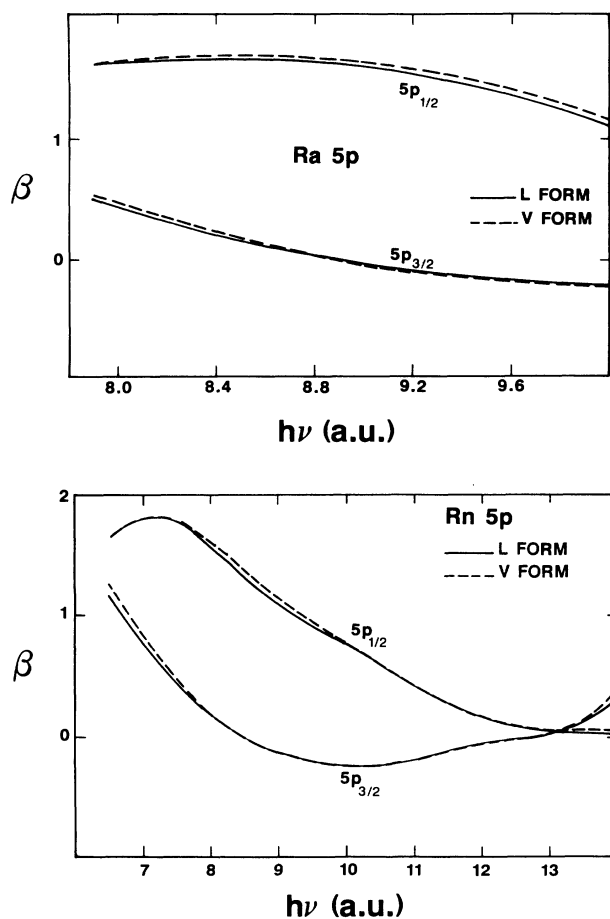 5p1/2
1
Ra 5p
β
L FORM
V FORM
5p3/2
0
8.0 8.4 8.8 9.2 9.6
hν (a.u.)
2
Rn 5p
L FORM
V FORM
1
5p1/2
β
0
5p3/2
7 8 9 10 11 12 13
hν (a.u.)